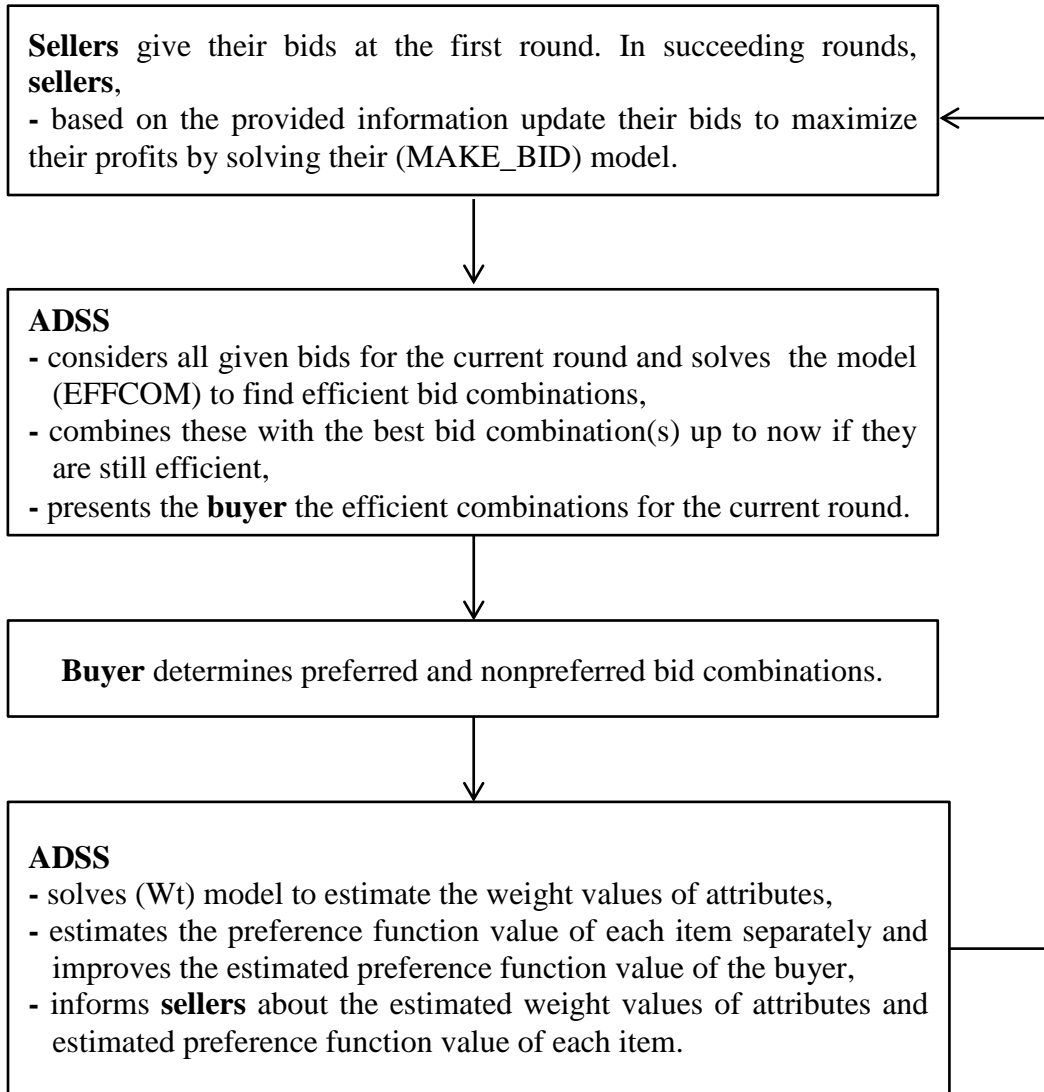 Sellers give their bids at the first round. In succeeding rounds,
sellers,
- based on the provided information update their bids to maximize
their profits by solving their (MAKE_BID) model.
ADSS
- considers all given bids for the current round and solves the model
(EFFCOM) to find efficient bid combinations,
- combines these with the best bid combination(s) up to now if they
are still efficient,
- presents the buyer the efficient combinations for the current round.
Buyer determines preferred and nonpreferred bid combinations.
ADSS
- solves (Wt) model to estimate the weight values of attributes,
- estimates the preference function value of each item separately and
improves the estimated preference function value of the buyer,
- informs sellers about the estimated weight values of attributes and
estimated preference function value of each item.